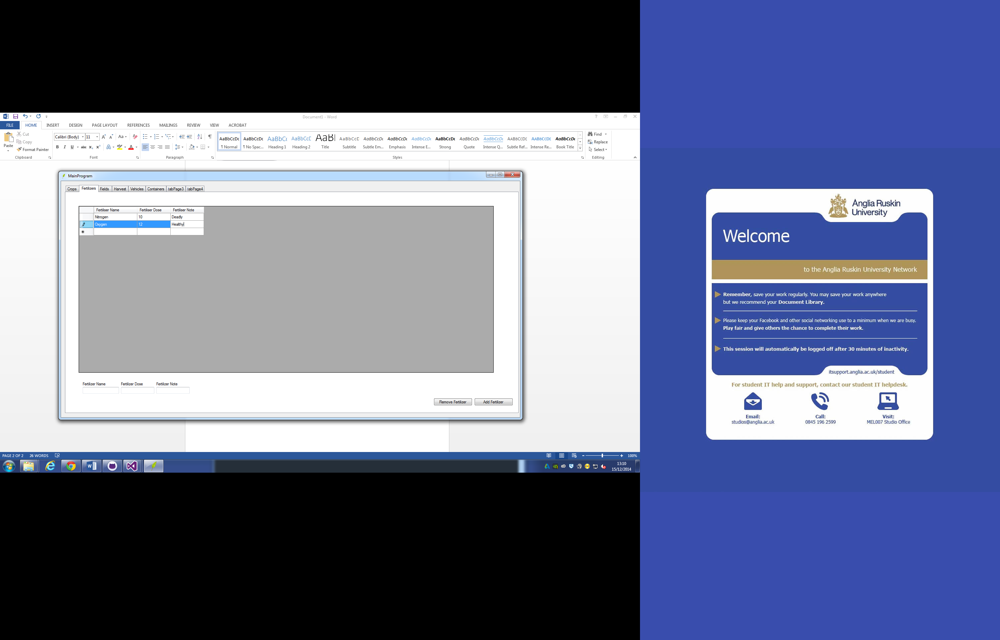 Document1 - Word
FILE HOME INSERT DESIGN PAGE LAYOUT REFERENCES MAILINGS REVIEW VIEW ACROBAT
Paste
Cut
Copy
Format Painter
Clipboard
Calibri (Body) 11
Font
Paragraph
AaBbCcDc AaBbCcDc AaBbCc AaBbCcD AaBl AaBbCcD AaBbCcDc AaBbCcDc AaBbCcDc AaBbCcDc AaBbCcDc AaBbCcDc AABBCCDC AABBCCDC AaBbCcDc
¶ Normal ¶ No Spac... Heading 1 Heading 2 Title Subtitle Subtle Em... Emphasis Intense E... Strong Quote Intense Q... Subtle Ref... Intense Re... Book Title
Styles
Find
Replace
Select
Editing
MainProgram
Crops Fertilizers Fields Harvest Vehicles Containers tabPage3 tabPage4
Fertiliser Name Fertiliser Dose Fertiliser Note
Nitrogen 10 Deadly
Oxygen 12 Healthy
Fertilizer Name Fertilizer Dose Fertilizer Note
Remove Fertilizer Add Fertilizer
PAGE 2 OF 2 26 WORDS
100%
13:10
15/12/2014
Anglia Ruskin
University
Welcome
to the Anglia Ruskin University Network
Remember, save your work regularly. You may save your work anywhere
but we recommend your Document Library.
Please keep your Facebook and other social networking use to a minimum when we are busy.
Play fair and give others the chance to complete their work.
This session will automatically be logged off after 30 minutes of inactivity.
itsupport.anglia.ac.uk/student
For student IT help and support, contact our student IT helpdesk.
Email: Call: Visit:
studios@anglia.ac.uk 0845 196 2599 MEL007 Studio Office